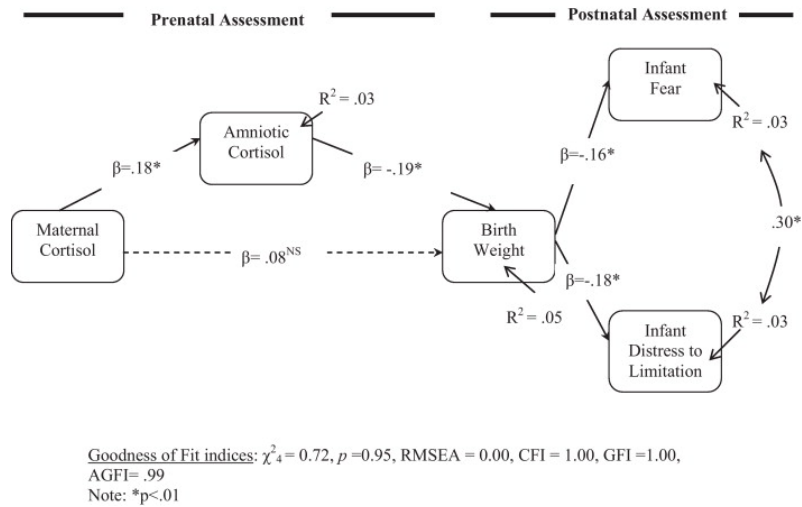 Prenatal Assessment
Postnatal Assessment
Infant
Fear
R² = .03
Amniotic
Cortisol
R² = .03
β=.18*
β= -.19*
β=-.16*
Maternal
Cortisol
β= .08ᴺˢ
Birth
Weight
.30*
β=-.18*
R² = .05
R² = .03
Infant
Distress to
Limitation
Goodness of Fit indices: χ²₄ = 0.72, p =0.95, RMSEA = 0.00, CFI = 1.00, GFI =1.00,
AGFI= .99
Note: *p<.01